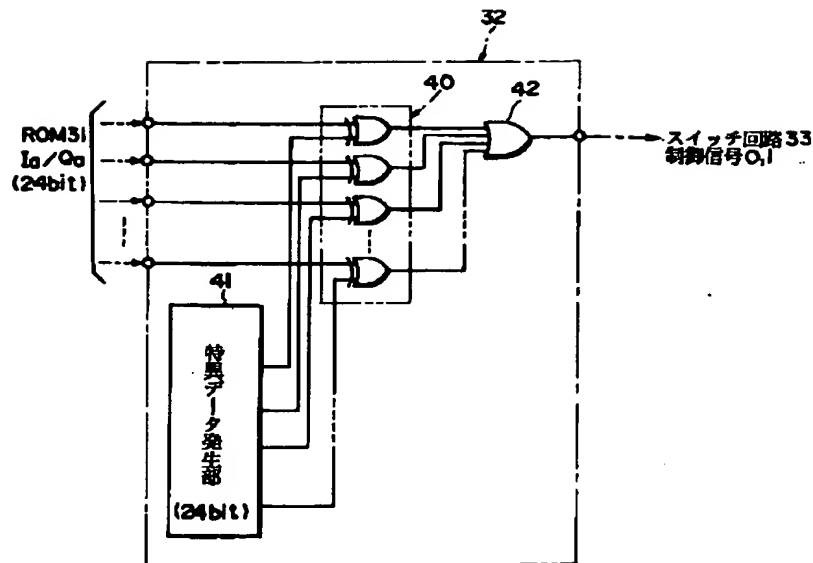 32
40
42
ROM31
Ia/Qa
(24bit)
スイッチ回路33
制御信号0,1
41
特異データ発生部
(24bit)